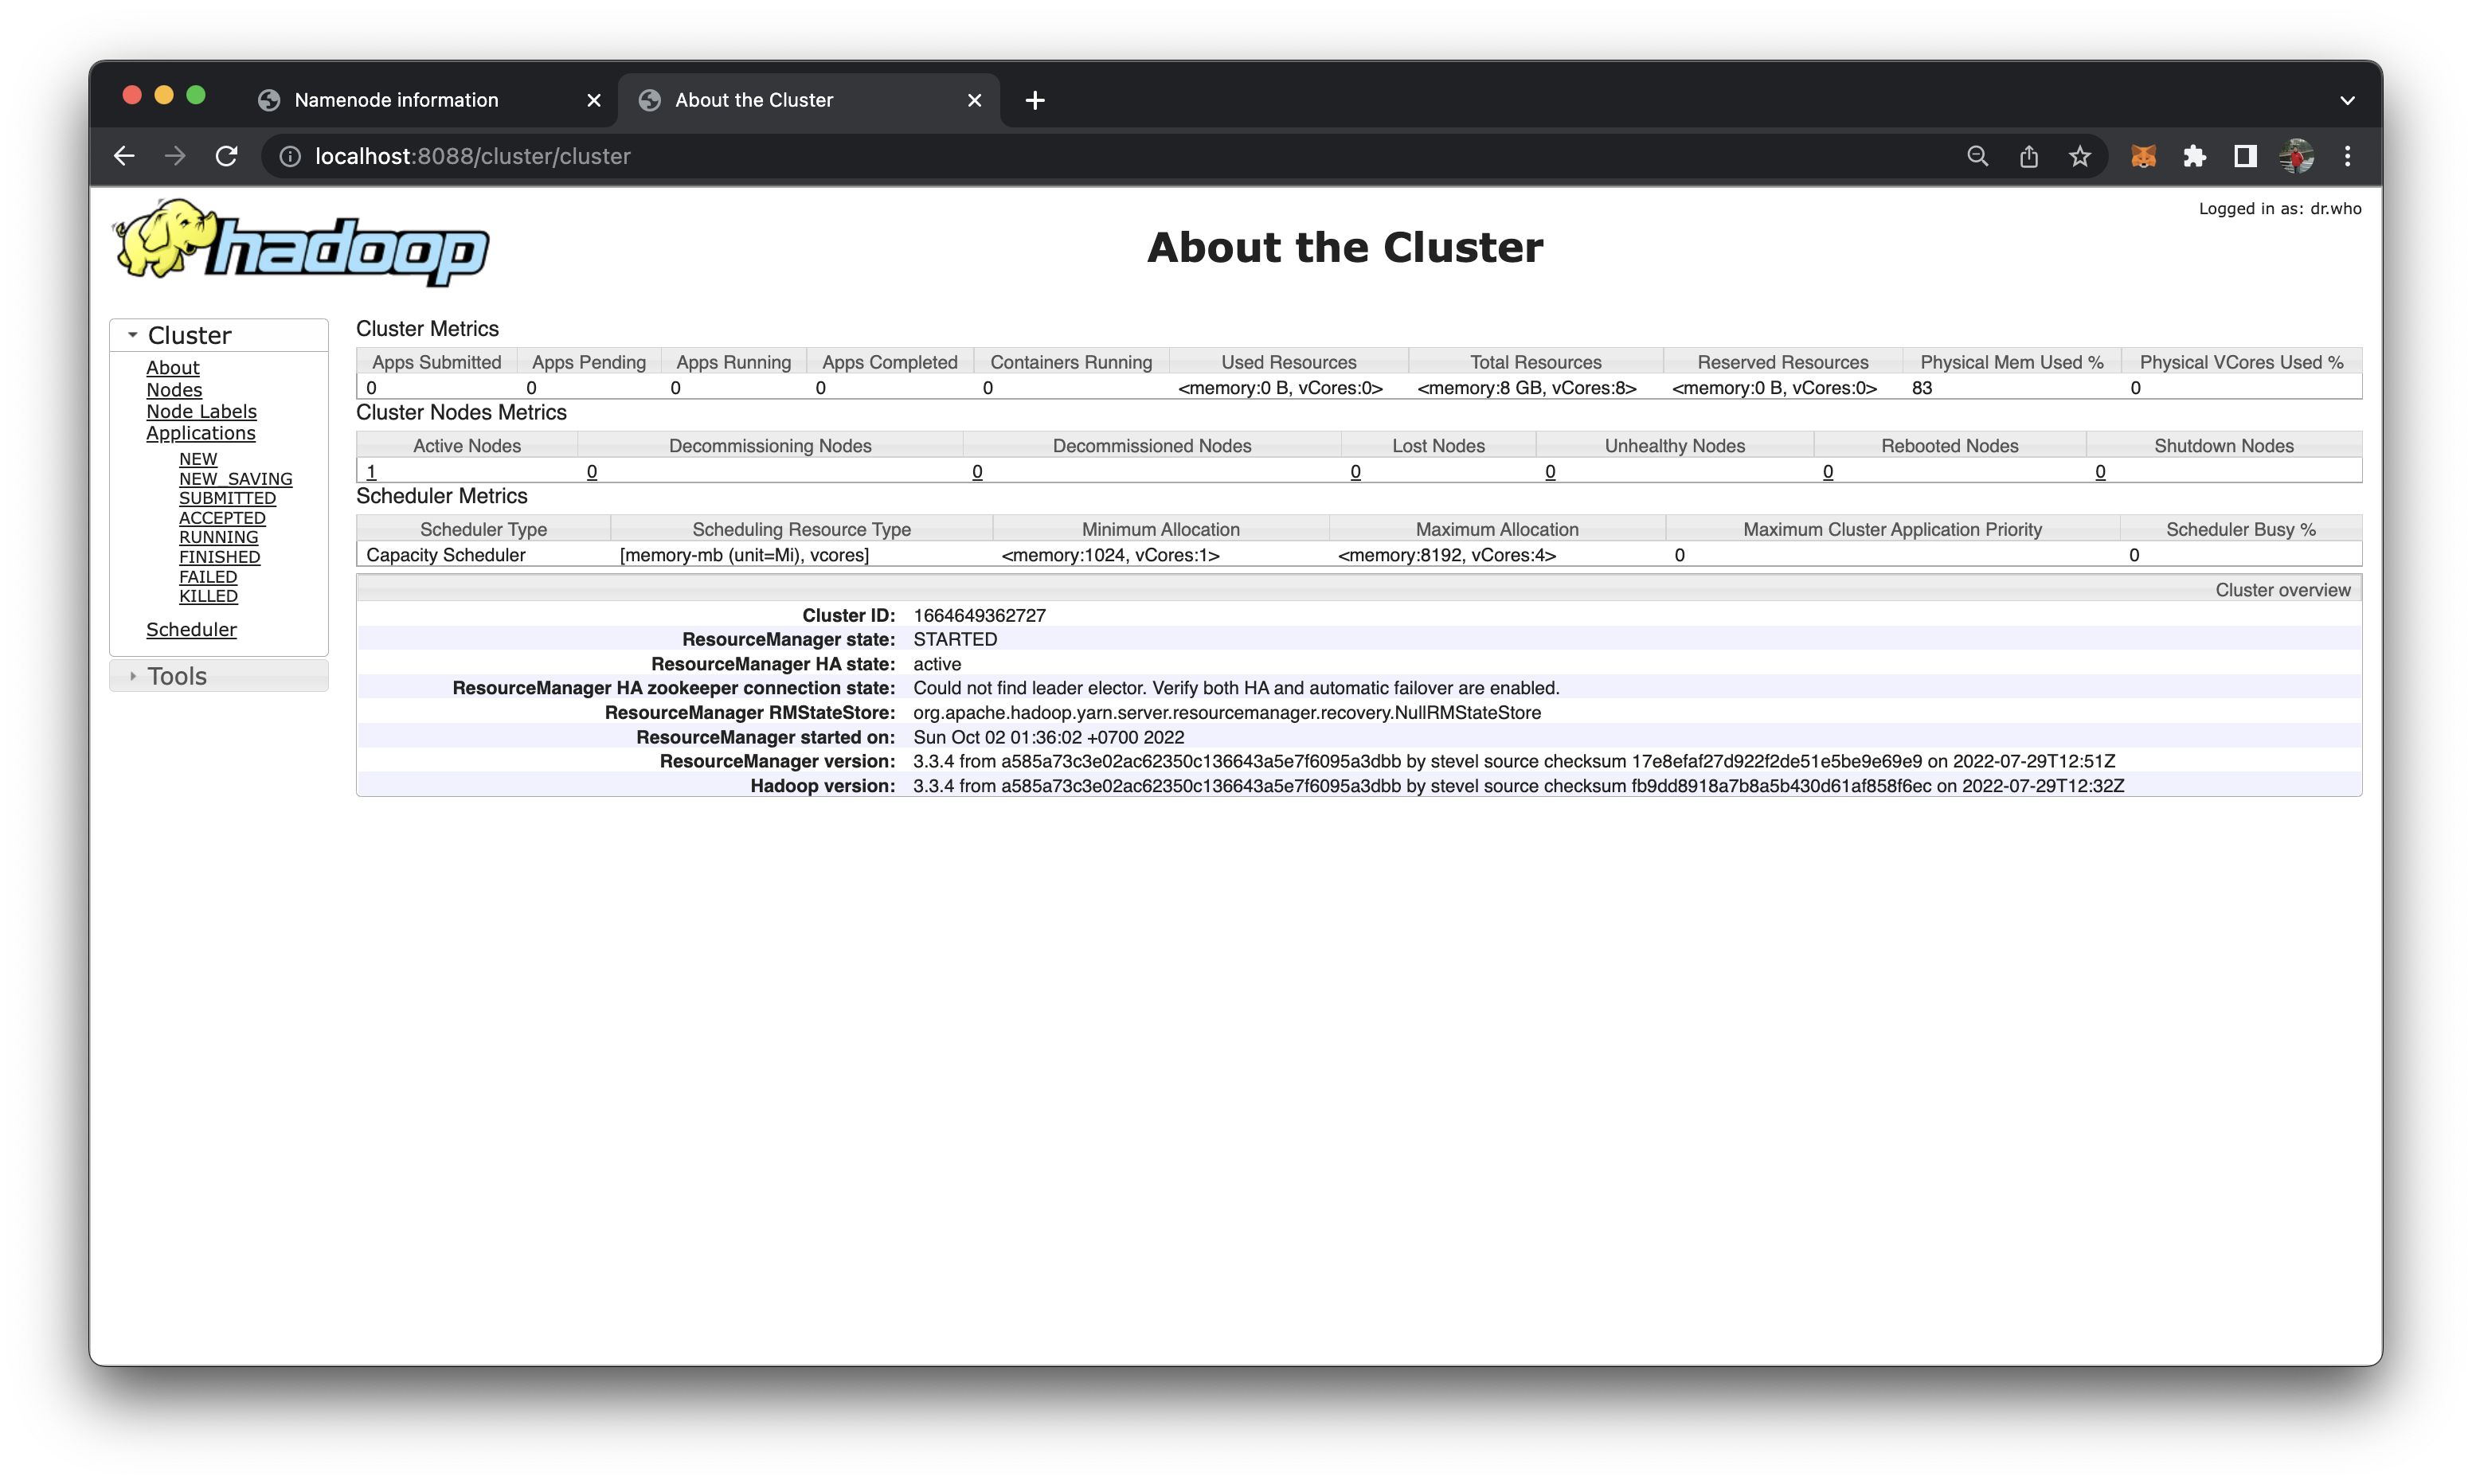 Namenode information
About the Cluster
localhost:8088/cluster/cluster
hadoop
About the Cluster
Logged in as: dr.who
Cluster
About
Nodes
Node Labels
Applications
NEW
NEW_SAVING
SUBMITTED
ACCEPTED
RUNNING
FINISHED
FAILED
KILLED
Scheduler
Tools
Cluster Metrics
Apps Submitted Apps Pending Apps Running Apps Completed Containers Running Used Resources Total Resources Reserved Resources Physical Mem Used % Physical VCores Used %
0 0 0 0 0 <memory:0 B, vCores:0> <memory:8 GB, vCores:8> <memory:0 B, vCores:0> 83 0
Cluster Nodes Metrics
Active Nodes Decommissioning Nodes Decommissioned Nodes Lost Nodes Unhealthy Nodes Rebooted Nodes Shutdown Nodes
1 0 0 0 0 0 0
Scheduler Metrics
Scheduler Type Scheduling Resource Type Minimum Allocation Maximum Allocation Maximum Cluster Application Priority Scheduler Busy %
Capacity Scheduler [memory-mb (unit=Mi), vcores] <memory:1024, vCores:1> <memory:8192, vCores:4> 0 0
Cluster overview
Cluster ID: 1664649362727
ResourceManager state: STARTED
ResourceManager HA state: active
ResourceManager HA zookeeper connection state: Could not find leader elector. Verify both HA and automatic failover are enabled.
ResourceManager RMStateStore: org.apache.hadoop.yarn.server.resourcemanager.recovery.NullRMStateStore
ResourceManager started on: Sun Oct 02 01:36:02 +0700 2022
ResourceManager version: 3.3.4 from a585a73c3e02ac62350c136643a5e7f6095a3dbb by stevel source checksum 17e8efaf27d922f2de51e5be9e69e9 on 2022-07-29T12:51Z
Hadoop version: 3.3.4 from a585a73c3e02ac62350c136643a5e7f6095a3dbb by stevel source checksum fb9dd8918a7b8a5b430d61af858f6ec on 2022-07-29T12:32Z